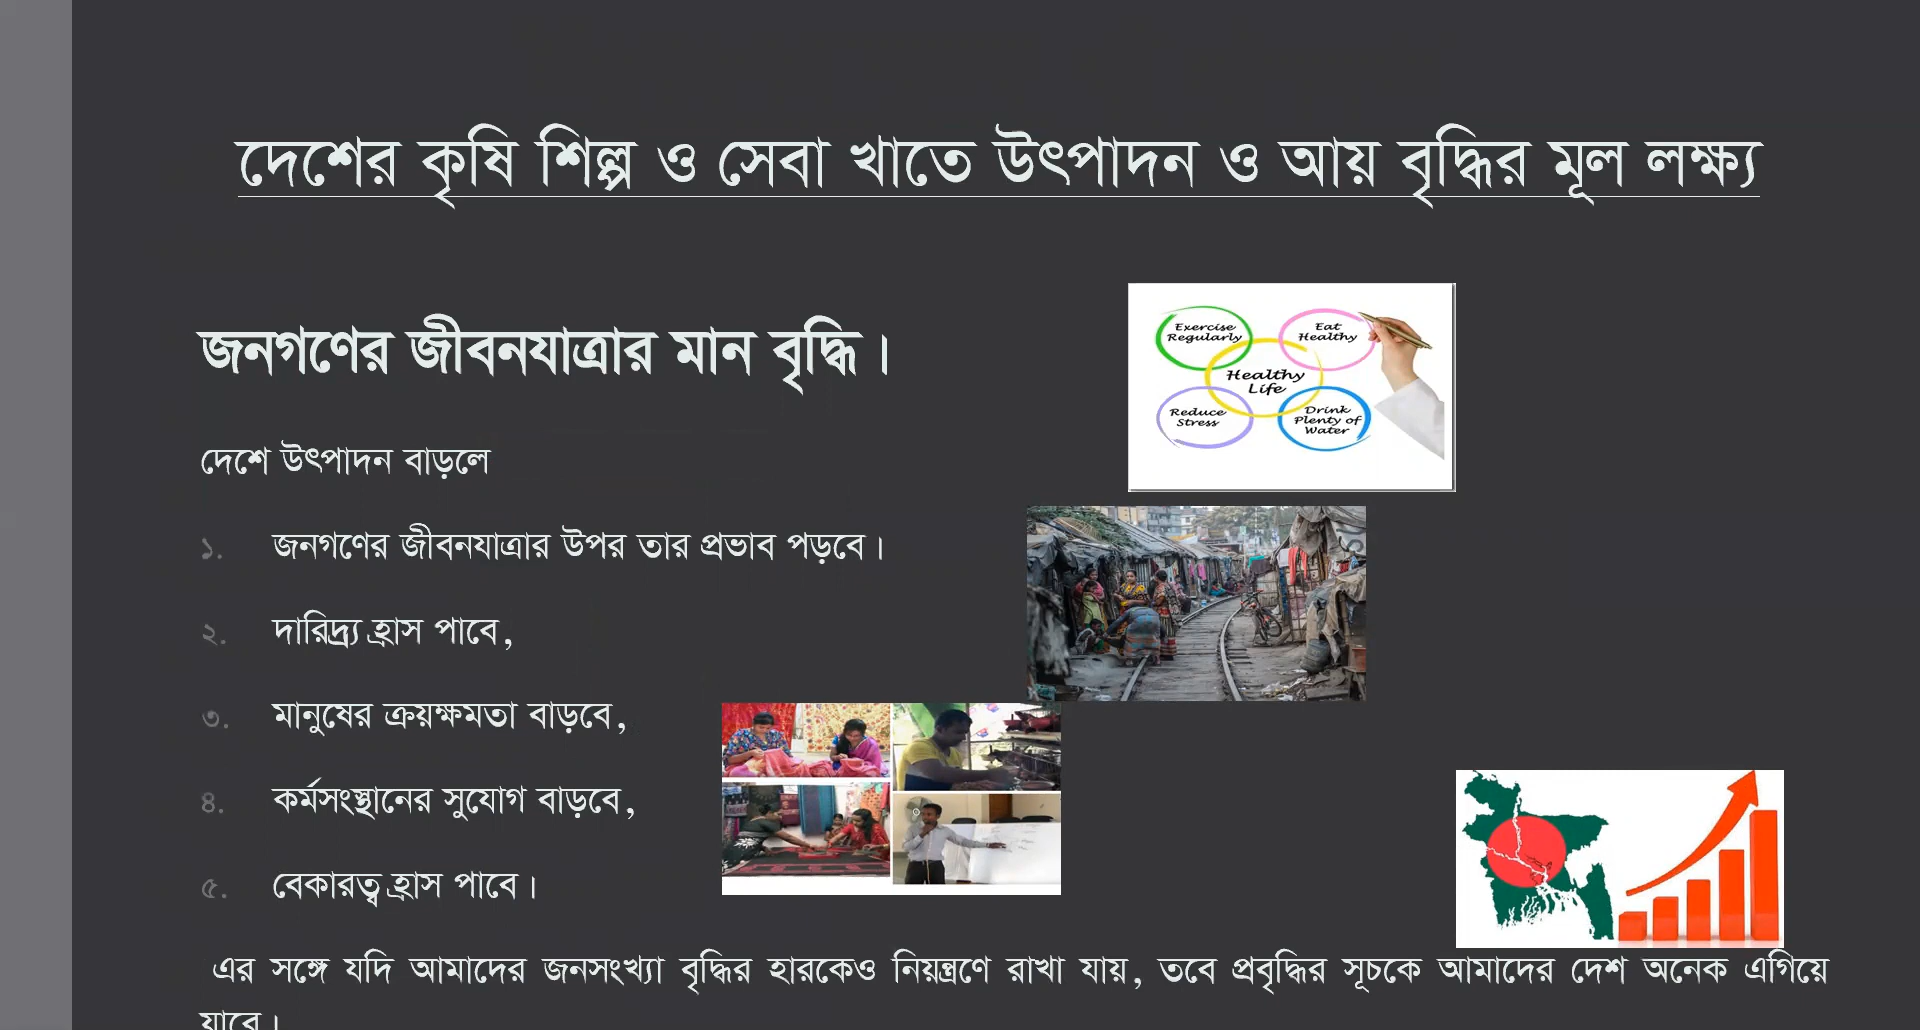 দেশের কৃষি শিল্প ও সেবা খাতে উৎপাদন ও আয় বৃদ্ধির মূল লক্ষ্য
জনগণের জীবনযাত্রার মান বৃদ্ধি।
Exercise
Regularly
Eat
Healthy
Healthy
Life
Reduce
Stress
Drink
Plenty of
Water
দেশে উৎপাদন বাড়লে
১. জনগণের জীবনযাত্রার উপর তার প্রভাব পড়বে।
২. দারিদ্র্য হ্রাস পাবে,
৩. মানুষের ক্রয়ক্ষমতা বাড়বে,
৪. কর্মসংস্থানের সুযোগ বাড়বে,
৫. বেকারত্ব হ্রাস পাবে।
এর সঙ্গে যদি আমাদের জনসংখ্যা বৃদ্ধির হারকেও নিয়ন্ত্রণে রাখা যায়, তবে প্রবৃদ্ধির সূচকে আমাদের দেশ অনেক এগিয়ে
যাবে।